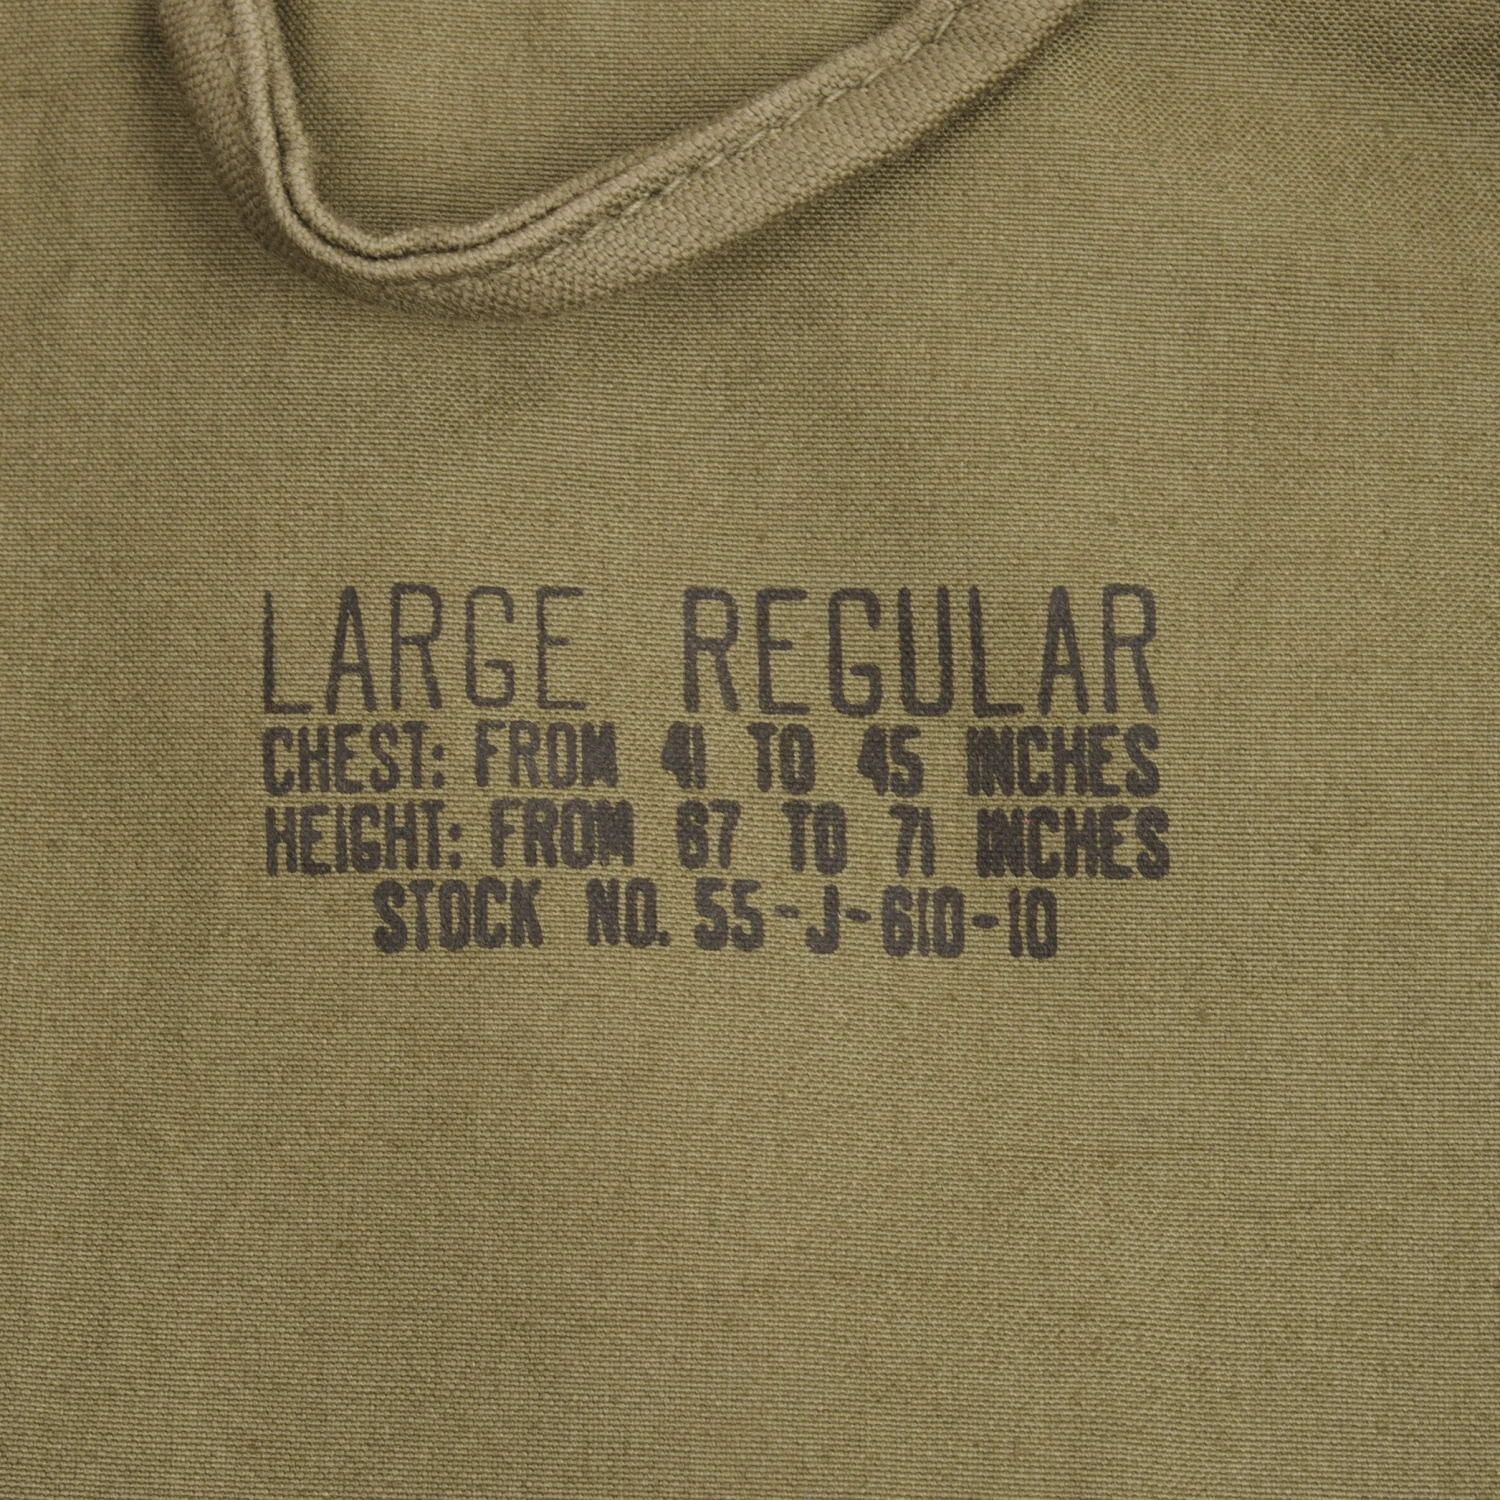 LARGE REGULAR
CHEST: FROM 41 TO 45 INCHES
HEIGHT: FROM 67 TO 71 INCHES
STOCK NO. 55-J-610-10